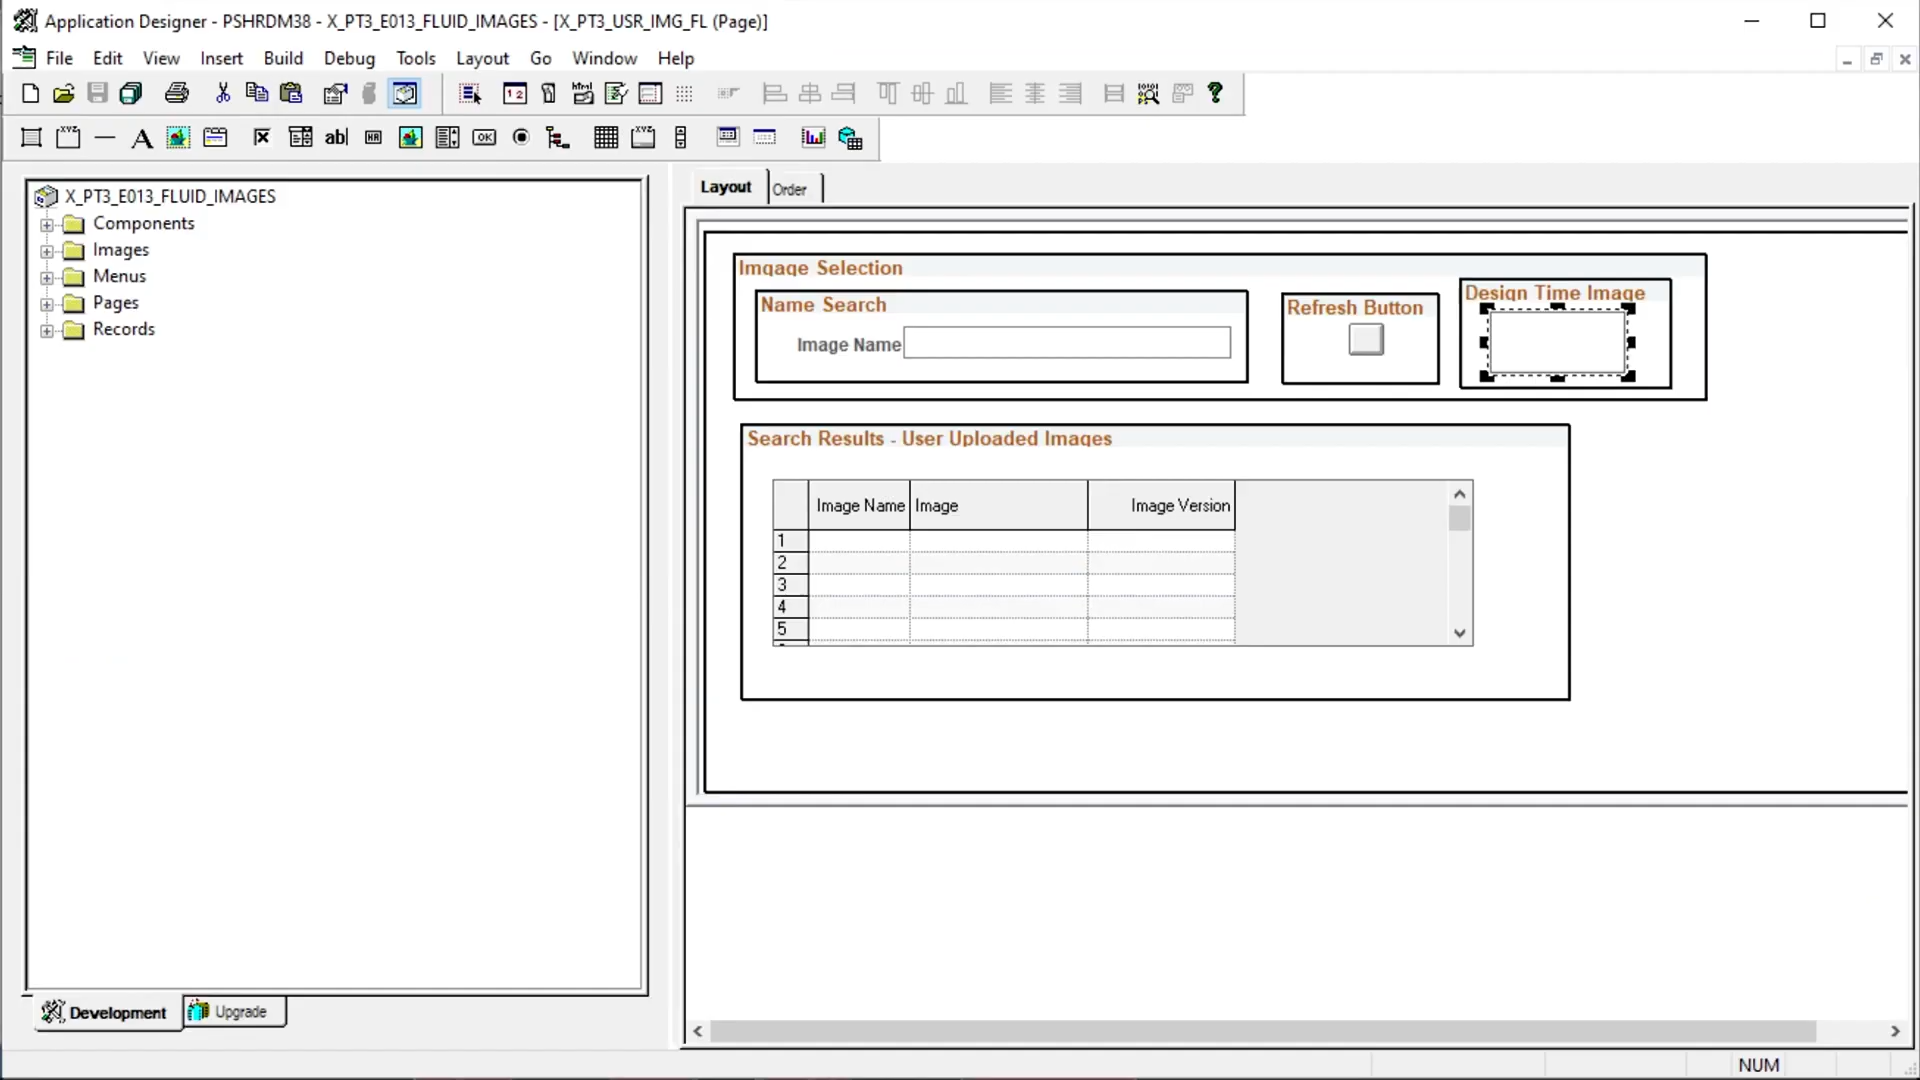 Application Designer - PSHRDM38 - X_PT3_E013_FLUID_IMAGES - [X_PT3_USR_IMG_FL (Page)]
File Edit View Insert Build Debug Tools Layout Go Window Help
X_PT3_E013_FLUID_IMAGES
Components
Images
Menus
Pages
Records
Development
Upgrade
Layout
Order
Imqage Selection
Name Search
Image Name
Refresh Button
Design Time Image
Search Results - User Uploaded Images
Image Name Image Image Version
1
2
3
4
5
NUM